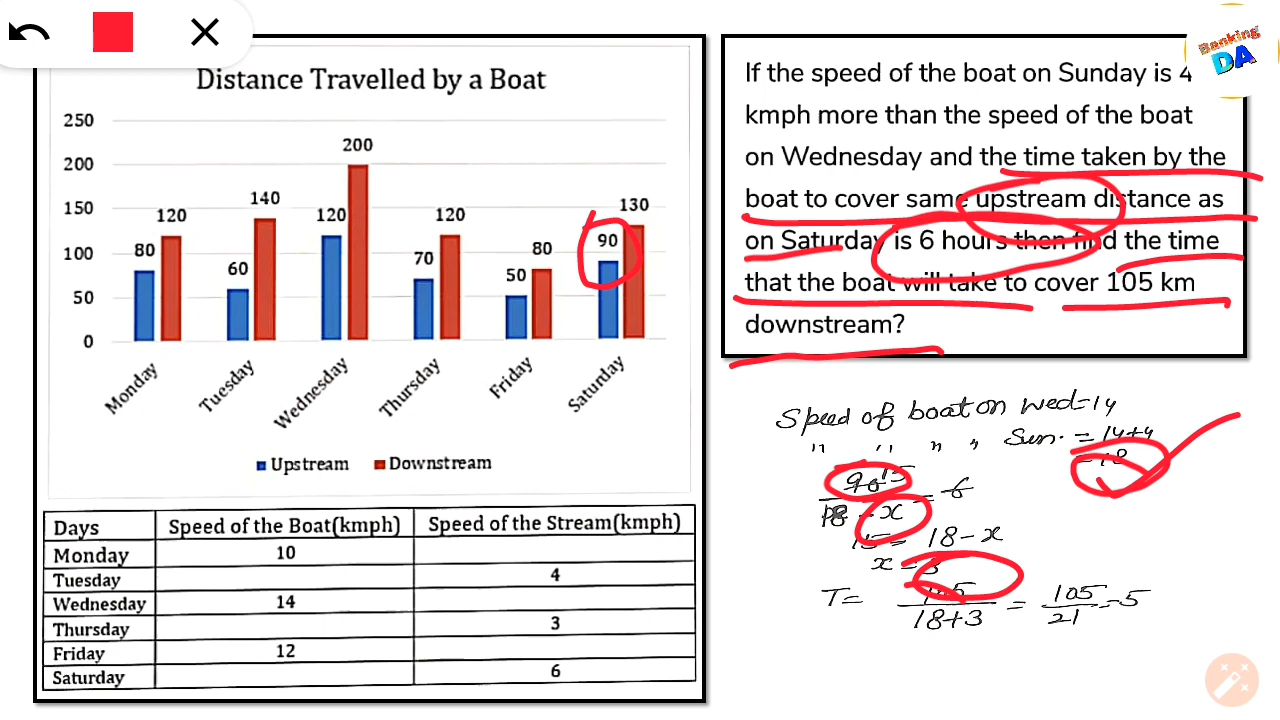 Banking
DA
Distance Travelled by a Boat
250
200
150
100
50
0
80
120
60
140
120
200
70
120
50
80
90
130
Monday
Tuesday
Wednesday
Thursday
Friday
Saturday
Upstream Downstream
Days Speed of the Boat(kmph) Speed of the Stream(kmph)
Monday 10
Tuesday 4
Wednesday 14
Thursday 3
Friday 12
Saturday 6
If the speed of the boat on Sunday is 4
kmph more than the speed of the boat
on Wednesday and the time taken by the
boat to cover same upstream distance as
on Saturday is 6 hours then find the time
that the boat will take to cover 105 km
downstream?
Speed of boat on wed=14
" " " " Sun. = 14+4
= 18
90 15
18 - x = 6
15 = 18-x
x = 3
T= 105 / 18+3 = 105 / 21 = 5